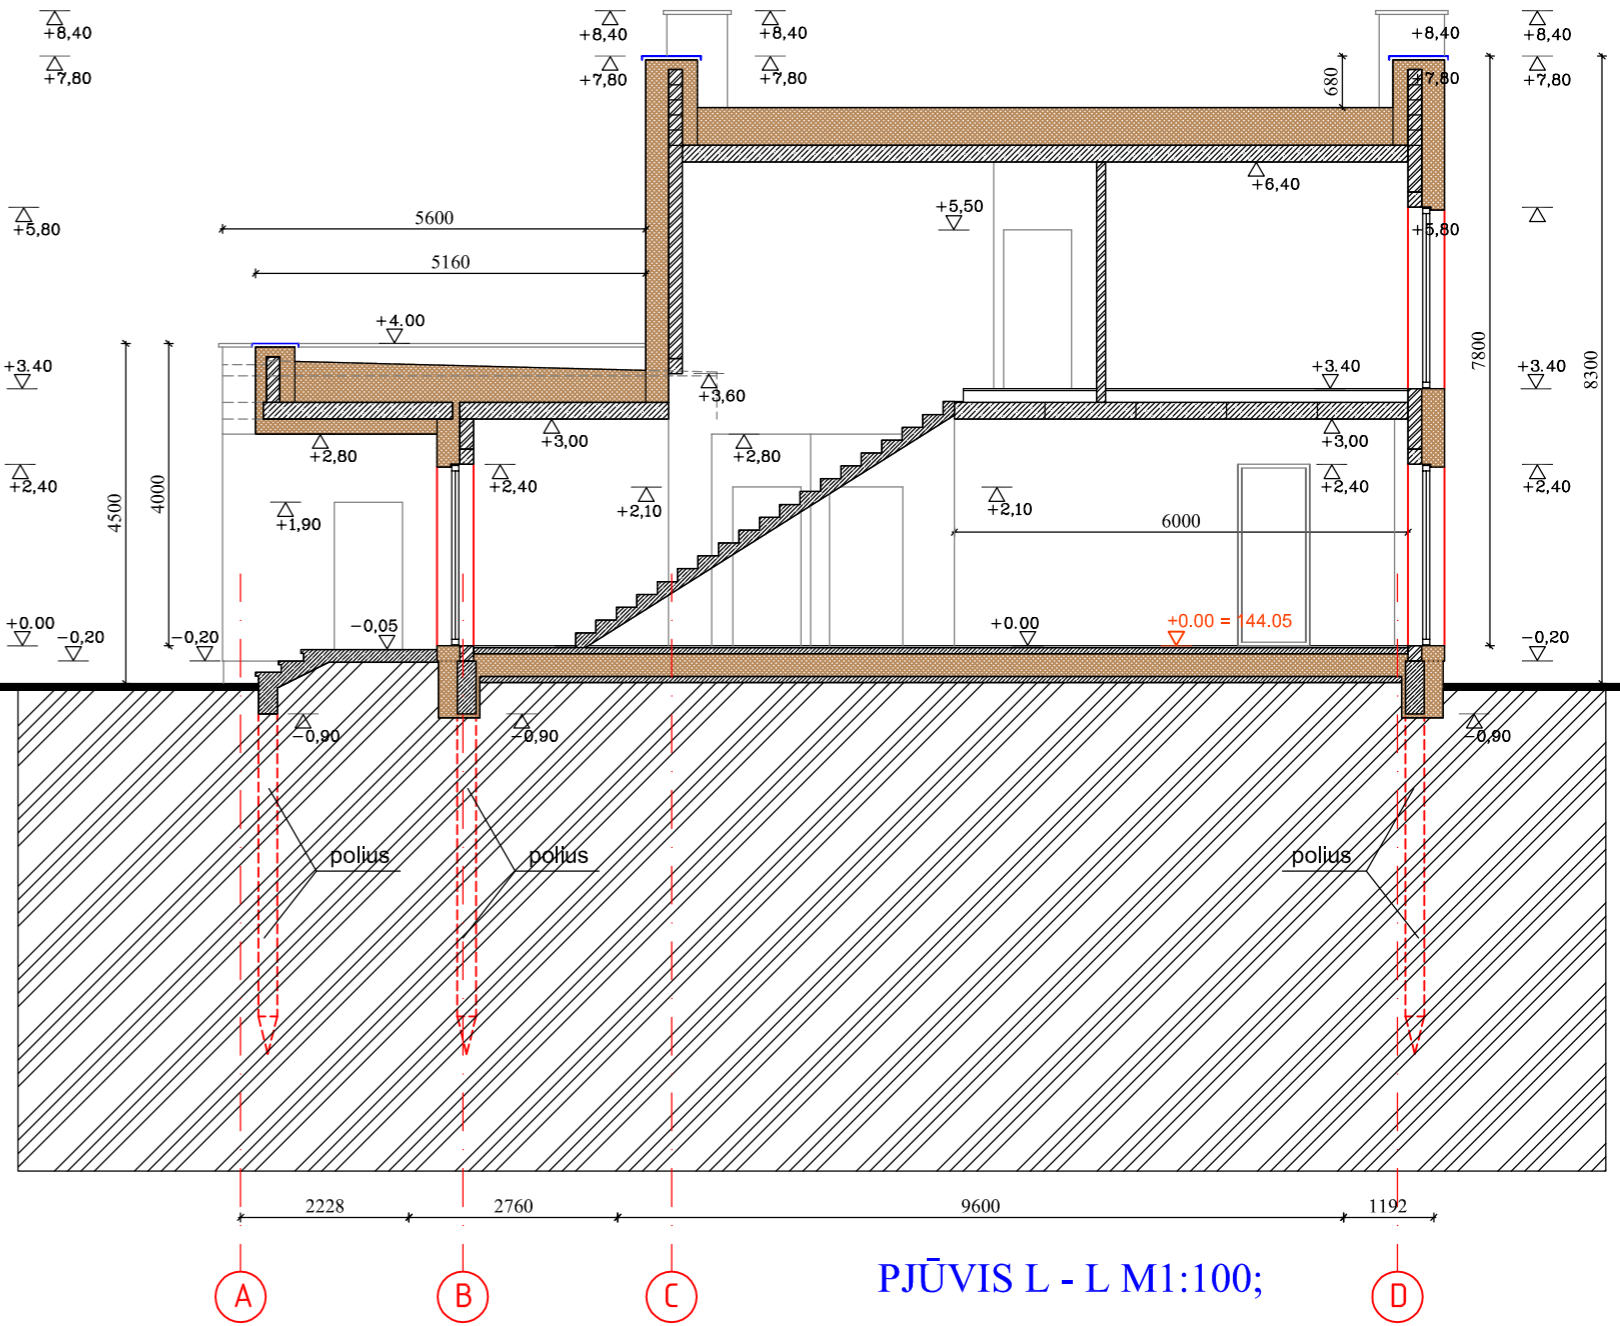 +8,40 +8,40 +8,40 +8,40 +8,40
+7,80 +7,80 +7,80 +7,80 +7,80
680
+6,40
+5,80 5600 +5,50 +5,80
5160
+4.00
+3.40 +3,60 +3.40 7800 +3.40 8300
+2,80 +3,00 +2,80 +3,00
+2,40 +2,40 +2,40 +2,40
4500 4000 +1,90 +2,10 +2,10 6000
+0.00 -0,20 -0,20 -0,05 +0.00 +0.00 = 144.05 -0,20
-0,90 -0,90 -0,90
polius polius polius
2228 2760 9600 1192
PJŪVIS L - L M1:100;
A B C D